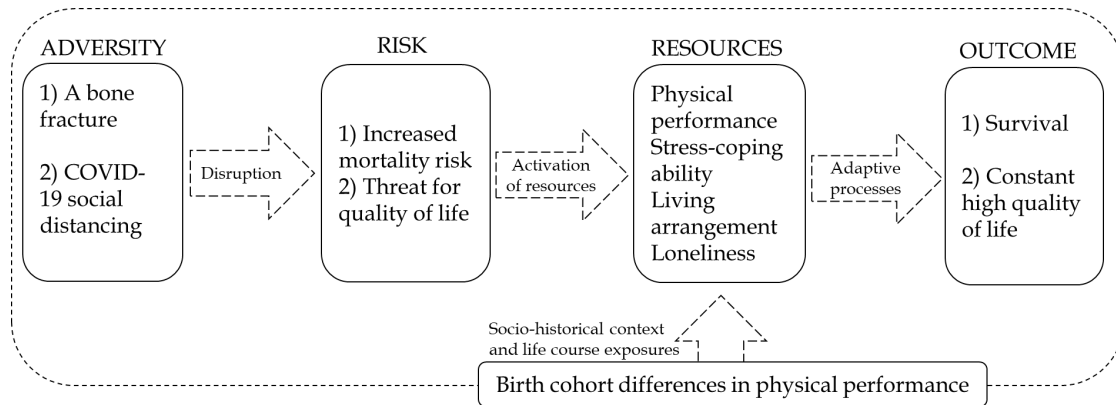 ADVERSITY
1) A bone
fracture
2) COVID-
19 social
distancing
Disruption
RISK
1) Increased
mortality risk
2) Threat for
quality of life
Activation
of resources
RESOURCES
Physical
performance
Stress-coping
ability
Living
arrangement
Loneliness
Adaptive
processes
OUTCOME
1) Survival
2) Constant
high quality
of life
Socio-historical context
and life course exposures
Birth cohort differences in physical performance